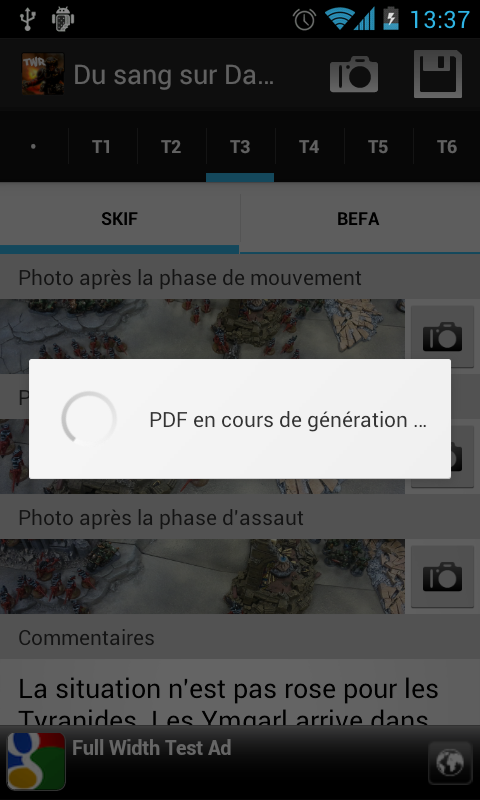 13:37
TWR
Du sang sur Da...
• T1 T2 T3 T4 T5 T6
SKIF BEFA
Photo après la phase de mouvement
P
PDF en cours de génération ...
Photo après la phase d'assaut
Commentaires
La situation n'est pas rose pour les
Tyranides. Les Ymgarl arrive dans
Full Width Test Ad